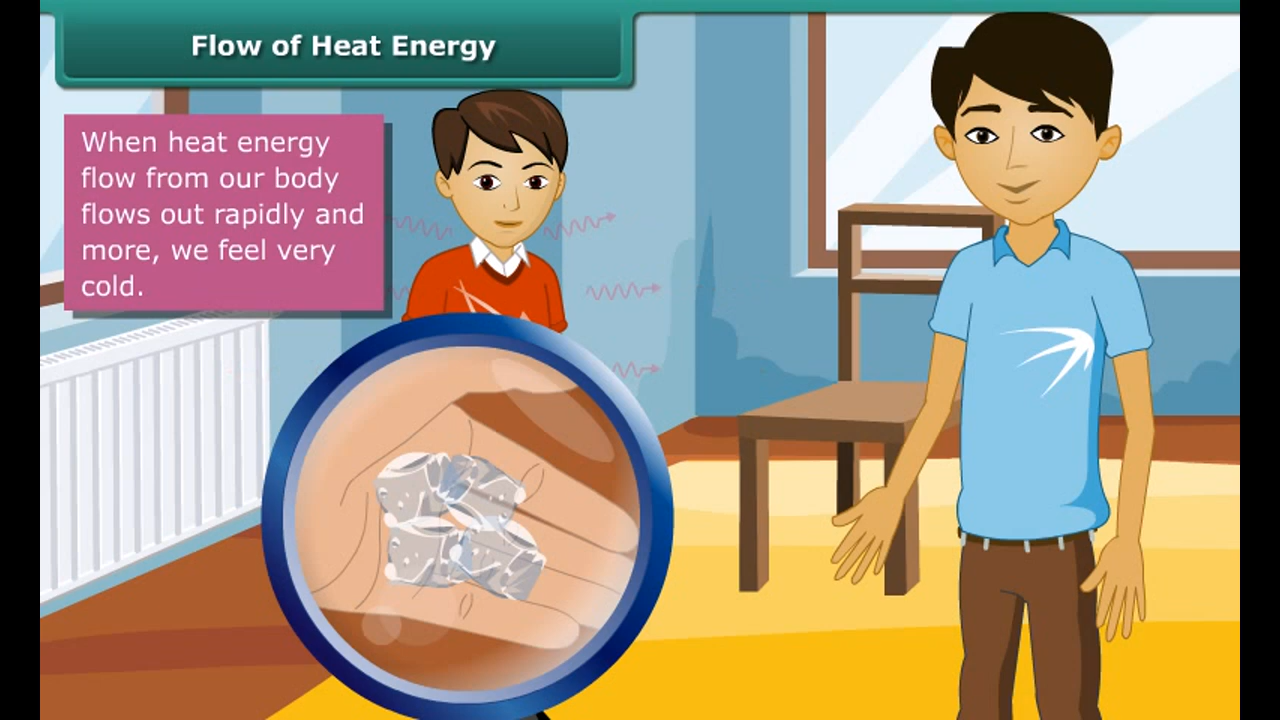 Flow of Heat Energy
When heat energy
flow from our body
flows out rapidly and
more, we feel very
cold.